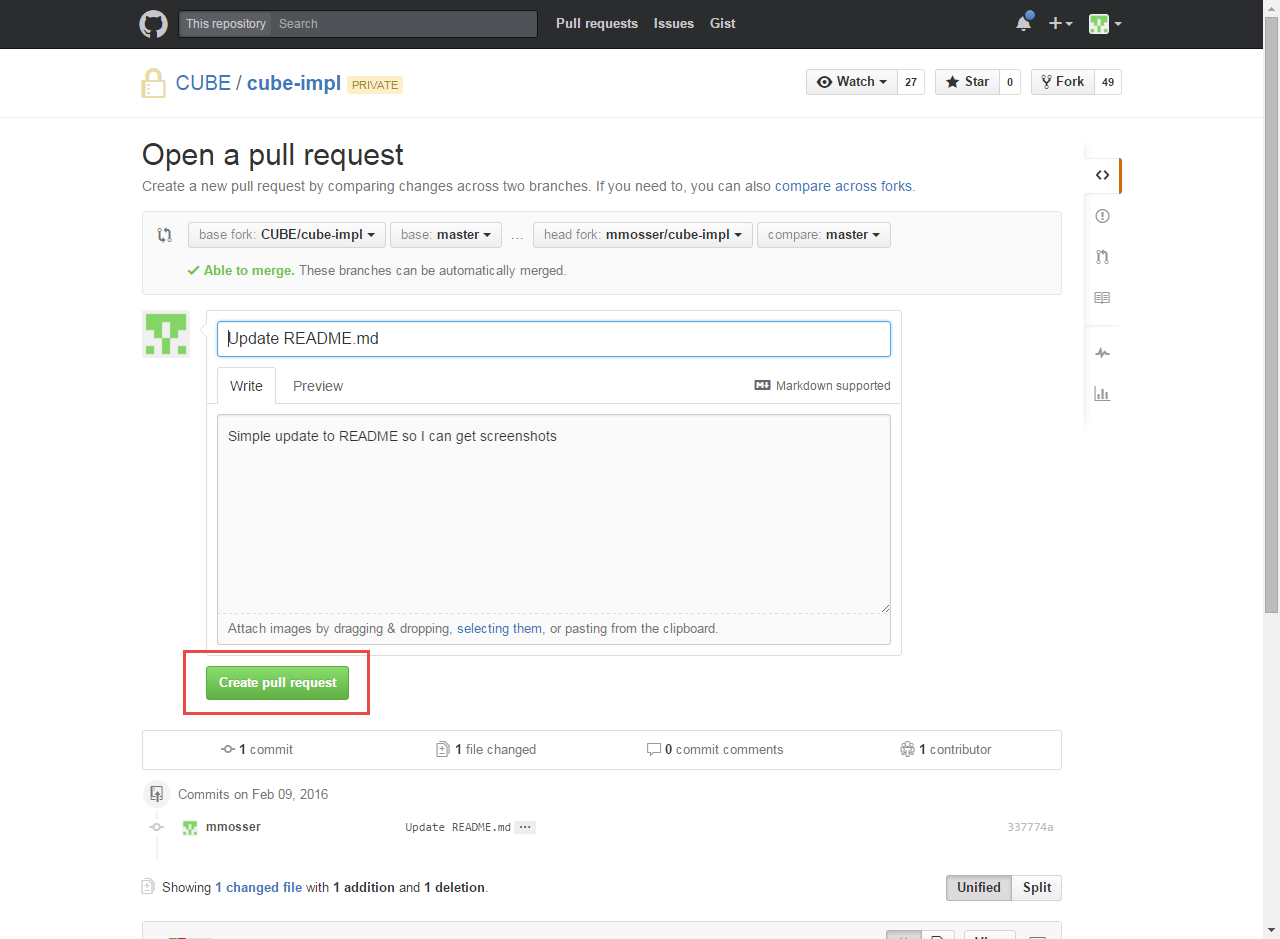 This repository Search Pull requests Issues Gist
CUBE / cube-impl PRIVATE Watch 27 Star 0 Fork 49
Open a pull request
Create a new pull request by comparing changes across two branches. If you need to, you can also compare across forks.
base fork: CUBE/cube-impl base: master ... head fork: mmosser/cube-impl compare: master
Able to merge. These branches can be automatically merged.
Update README.md
Write Preview Markdown supported
Simple update to README so I can get screenshots
Attach images by dragging & dropping, selecting them, or pasting from the clipboard.
Create pull request
1 commit 1 file changed 0 commit comments 1 contributor
Commits on Feb 09, 2016
mmosser Update README.md ... 337774a
Showing 1 changed file with 1 addition and 1 deletion. Unified Split